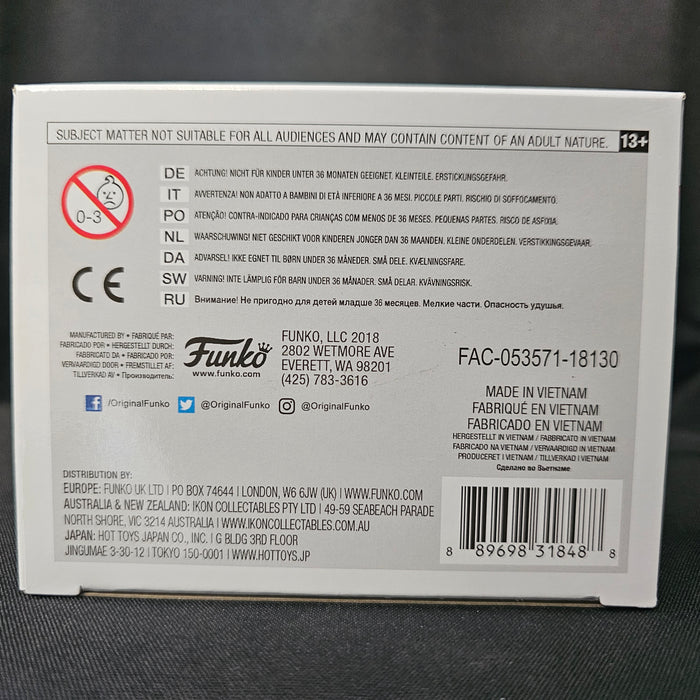 SUBJECT MATTER NOT SUITABLE FOR ALL AUDIENCES AND MAY CONTAIN CONTENT OF AN ADULT NATURE. 13+
0-3
DE ACHTUNG! NICHT FÜR KINDER UNTER 36 MONATEN GEEIGNET. KLEINTEILE. ERSTICKUNGSGEFAHR.
IT AVVERTENZA! NON ADATTO A BAMBINI DI ETÀ INFERIORE A 36 MESI. PICCOLE PARTI. RISCHIO DI SOFFOCAMENTO.
PO ATENÇÃO! CONTRA-INDICADO PARA CRIANÇAS COM MENOS DE 36 MESES. PEQUENAS PARTES. RISCO DE ASFIXIA.
NL WAARSCHUWING! NIET GESCHIKT VOOR KINDEREN JONGER DAN 36 MAANDEN. KLEINE ONDERDELEN. VERSTIKKINGSGEVAAR.
DA ADVARSEL! IKKE EGNET TIL BØRN UNDER 36 MÅNEDER. SMÅ DELE. KVÆLNINGSFARE.
SW VARNING! INTE LÄMPLIG FÖR BARN UNDER 36 MÅNADER. SMÅ DELAR. KVÄVNINGSRISK.
RU Внимание! Не пригодно для детей младше 36 месяцев. Мелкие части. Опасность удушья.
CE
MANUFACTURED BY • FABRIQUÉ PAR:
FABRICADO POR • HERGESTELLT DURCH:
FABBRICATO DA • FABRICADO POR:
VERVAARDIGD DOOR • FREMSTILLET AF:
TILLVERKAD AV • Производитель:
Funko
www.funko.com
FUNKO, LLC 2018
2802 WETMORE AVE
EVERETT, WA 98201
(425) 783-3616
FAC-053571-18130
/OriginalFunko @OriginalFunko @OriginalFunko
MADE IN VIETNAM
FABRIQUÉ EN VIETNAM
FABRICADO EN VIETNAM
HERGESTELLT IN VIETNAM / FABBRICATO IN VIETNAM
FABRICADO NA VIETNAM / VERVAARDIGD IN VIETNAM
PRODUCERET I VIETNAM / TILLVERKAD I VIETNAM
Сделано во Вьетнаме
DISTRIBUTION BY:
EUROPE: FUNKO UK LTD | PO BOX 74644 | LONDON, W6 6JW (UK) | WWW.FUNKO.COM
AUSTRALIA & NEW ZEALAND: IKON COLLECTABLES PTY LTD | 49-59 SEABEACH PARADE
NORTH SHORE, VIC 3214 AUSTRALIA | WWW.IKONCOLLECTABLES.COM.AU
JAPAN: HOT TOYS JAPAN CO., INC. | G BLDG 3RD FLOOR
JINGUMAE 3-30-12 | TOKYO 150-0001 | WWW.HOTTOYS.JP
8 89698 31848 8